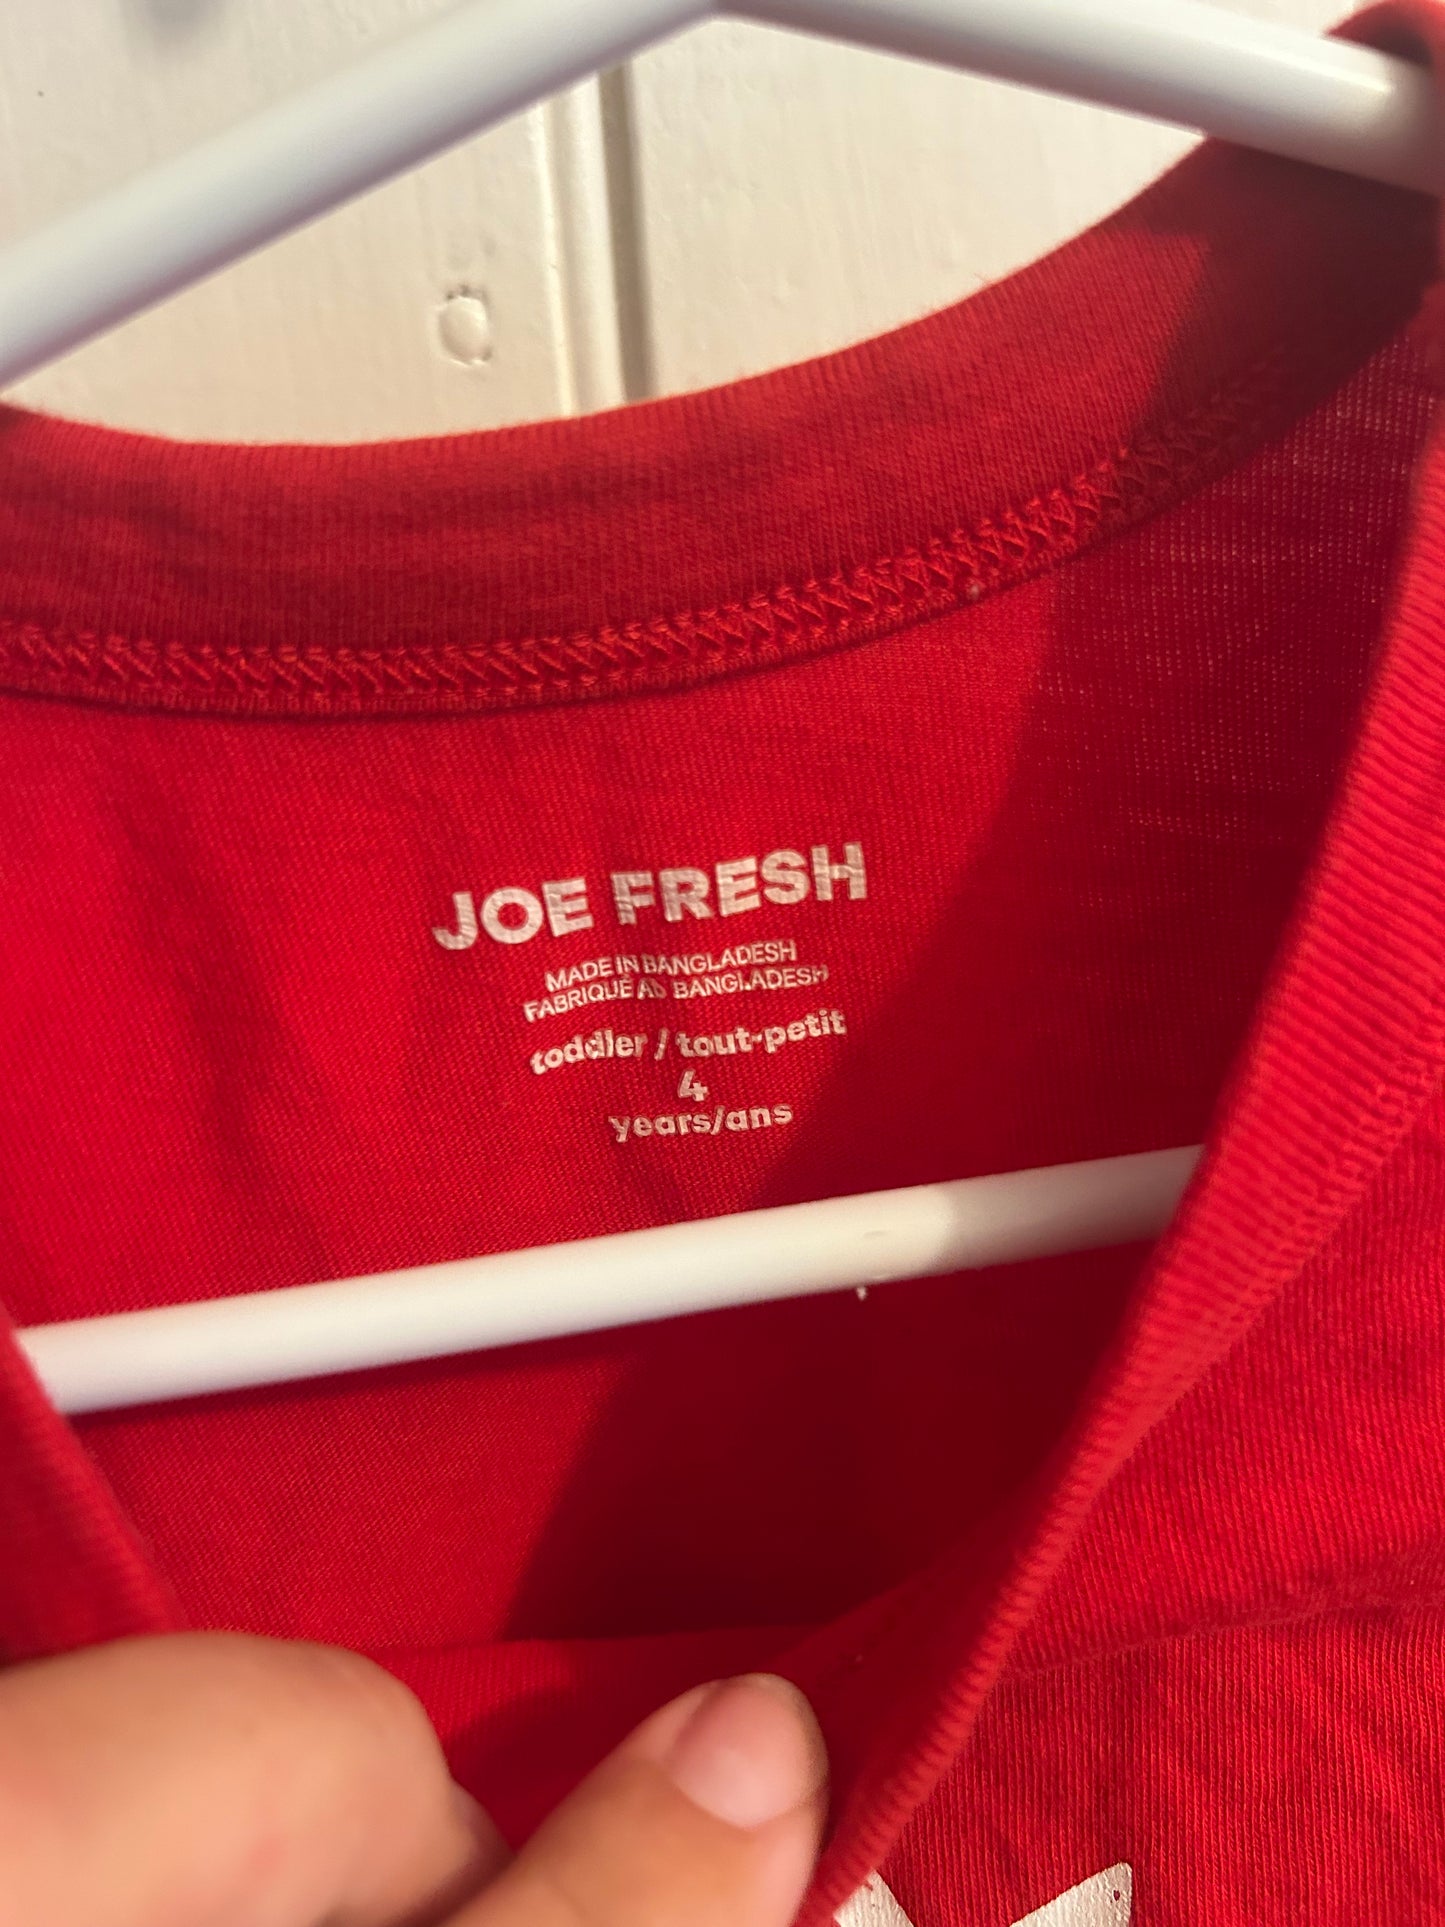 JOE FRESH
MADE IN BANGLADESH
FABRIQUÉ AU BANGLADESH
toddler / tout-petit
4
years/ans